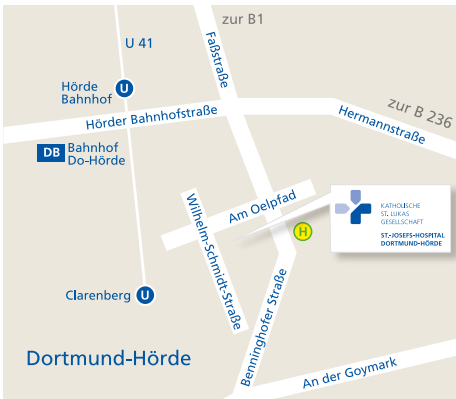 zur B1
U 41
Faßstraße
Hörde
Bahnhof
U
zur B 236
Hörder Bahnhofstraße
Hermannstraße
DB
Bahnhof
Do-Hörde
Am Oelpfad
Wilhelm-Schmidt-Straße
H
KATHOLISCHE
ST. LUKAS
GESELLSCHAFT
ST.-JOSEFS-HOSPITAL
DORTMUND-HÖRDE
Clarenberg
U
Benninghofer Straße
Dortmund-Hörde
An der Goymark